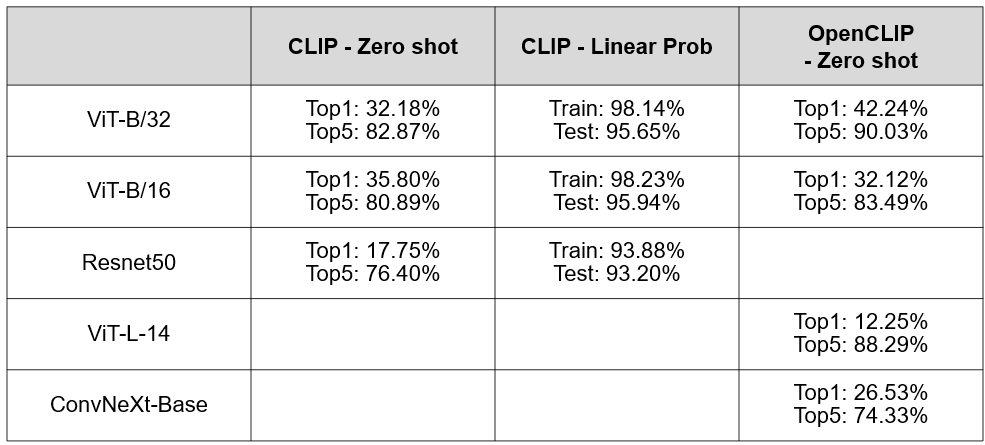 CLIP - Zero shot
CLIP - Linear Prob
OpenCLIP
- Zero shot
ViT-B/32
Top1: 32.18%
Top5: 82.87%
Train: 98.14%
Test: 95.65%
Top1: 42.24%
Top5: 90.03%
ViT-B/16
Top1: 35.80%
Top5: 80.89%
Train: 98.23%
Test: 95.94%
Top1: 32.12%
Top5: 83.49%
Resnet50
Top1: 17.75%
Top5: 76.40%
Train: 93.88%
Test: 93.20%
ViT-L-14
Top1: 12.25%
Top5: 88.29%
ConvNeXt-Base
Top1: 26.53%
Top5: 74.33%